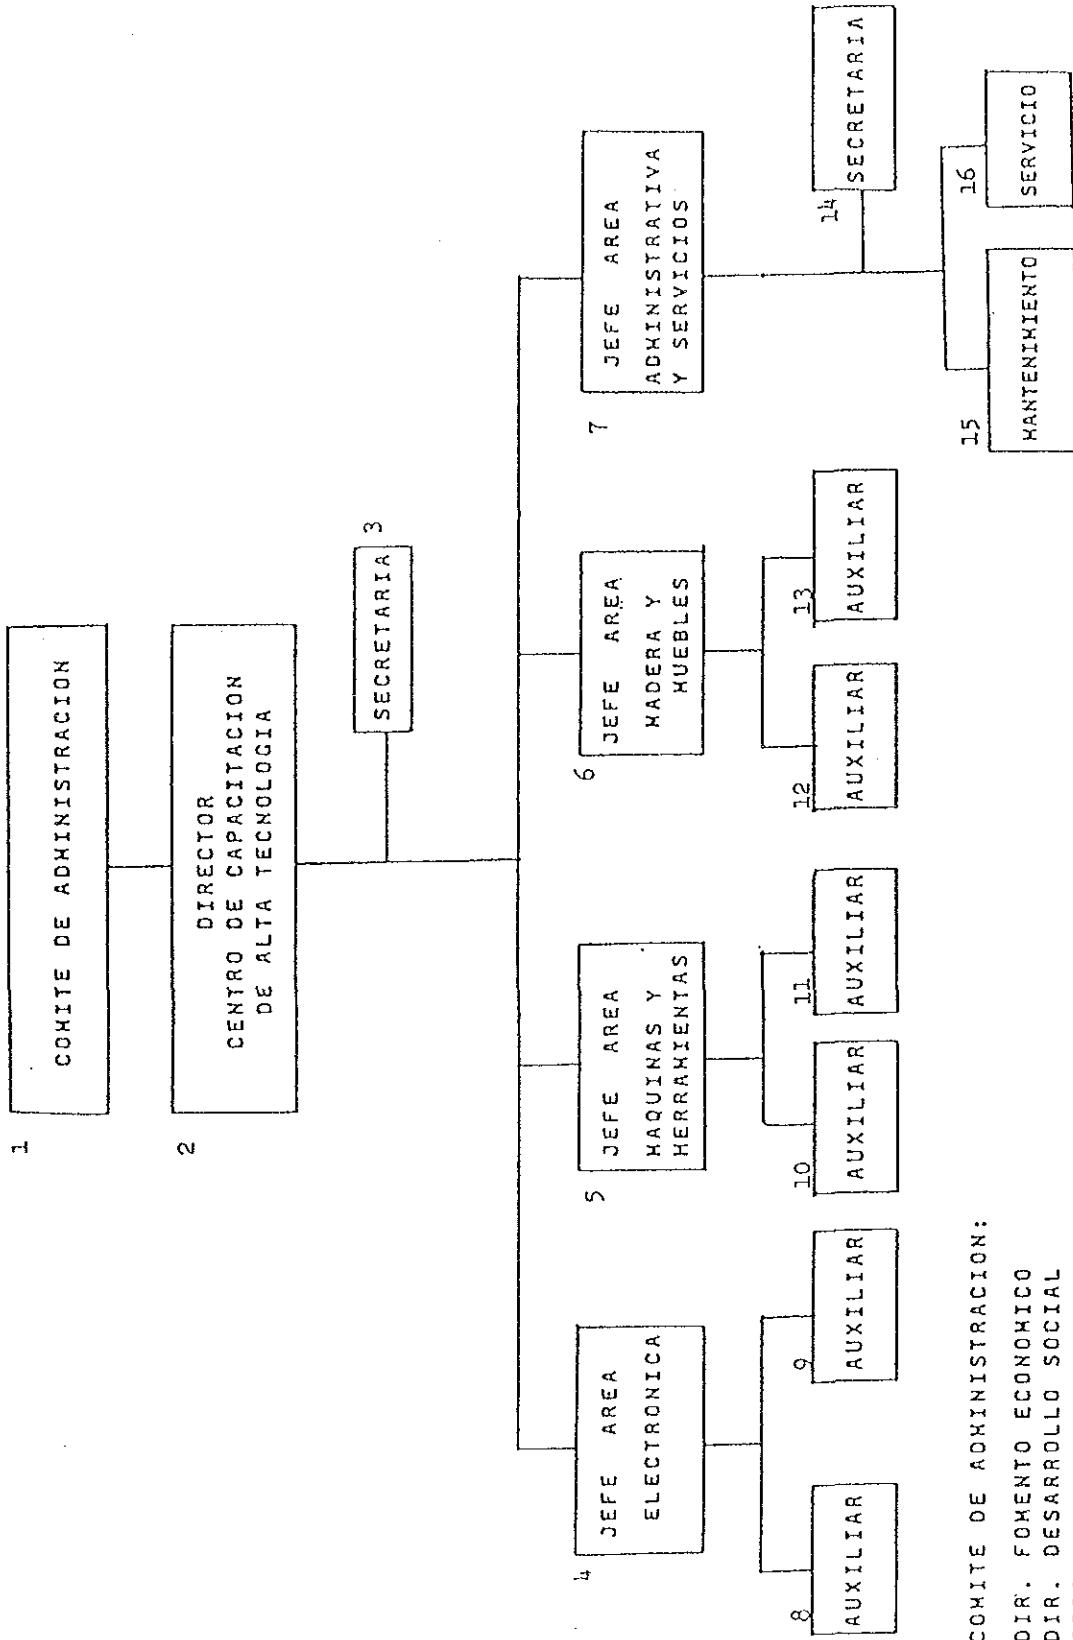 1
COMITE DE ADMINISTRACION
2
DIRECTOR
CENTRO DE CAPACITACION
DE ALTA TECNOLOGIA
SECRETARIA 3
4
JEFE AREA
ELECTRONICA
5
JEFE AREA
MAQUINAS Y
HERRAMIENTAS
6
JEFE AREA
MADERA Y
MUEBLES
7
JEFE AREA
ADMINISTRATIVA
Y SERVICIOS
8
AUXILIAR
9
AUXILIAR
10
AUXILIAR
11
AUXILIAR
12
AUXILIAR
13
AUXILIAR
14
SECRETARIA
15
MANTENIMIENTO
16
SERVICIO
COMITE DE ADMINISTRACION:
DIR. FOMENTO ECONOMICO
DIR. DESARROLLO SOCIAL